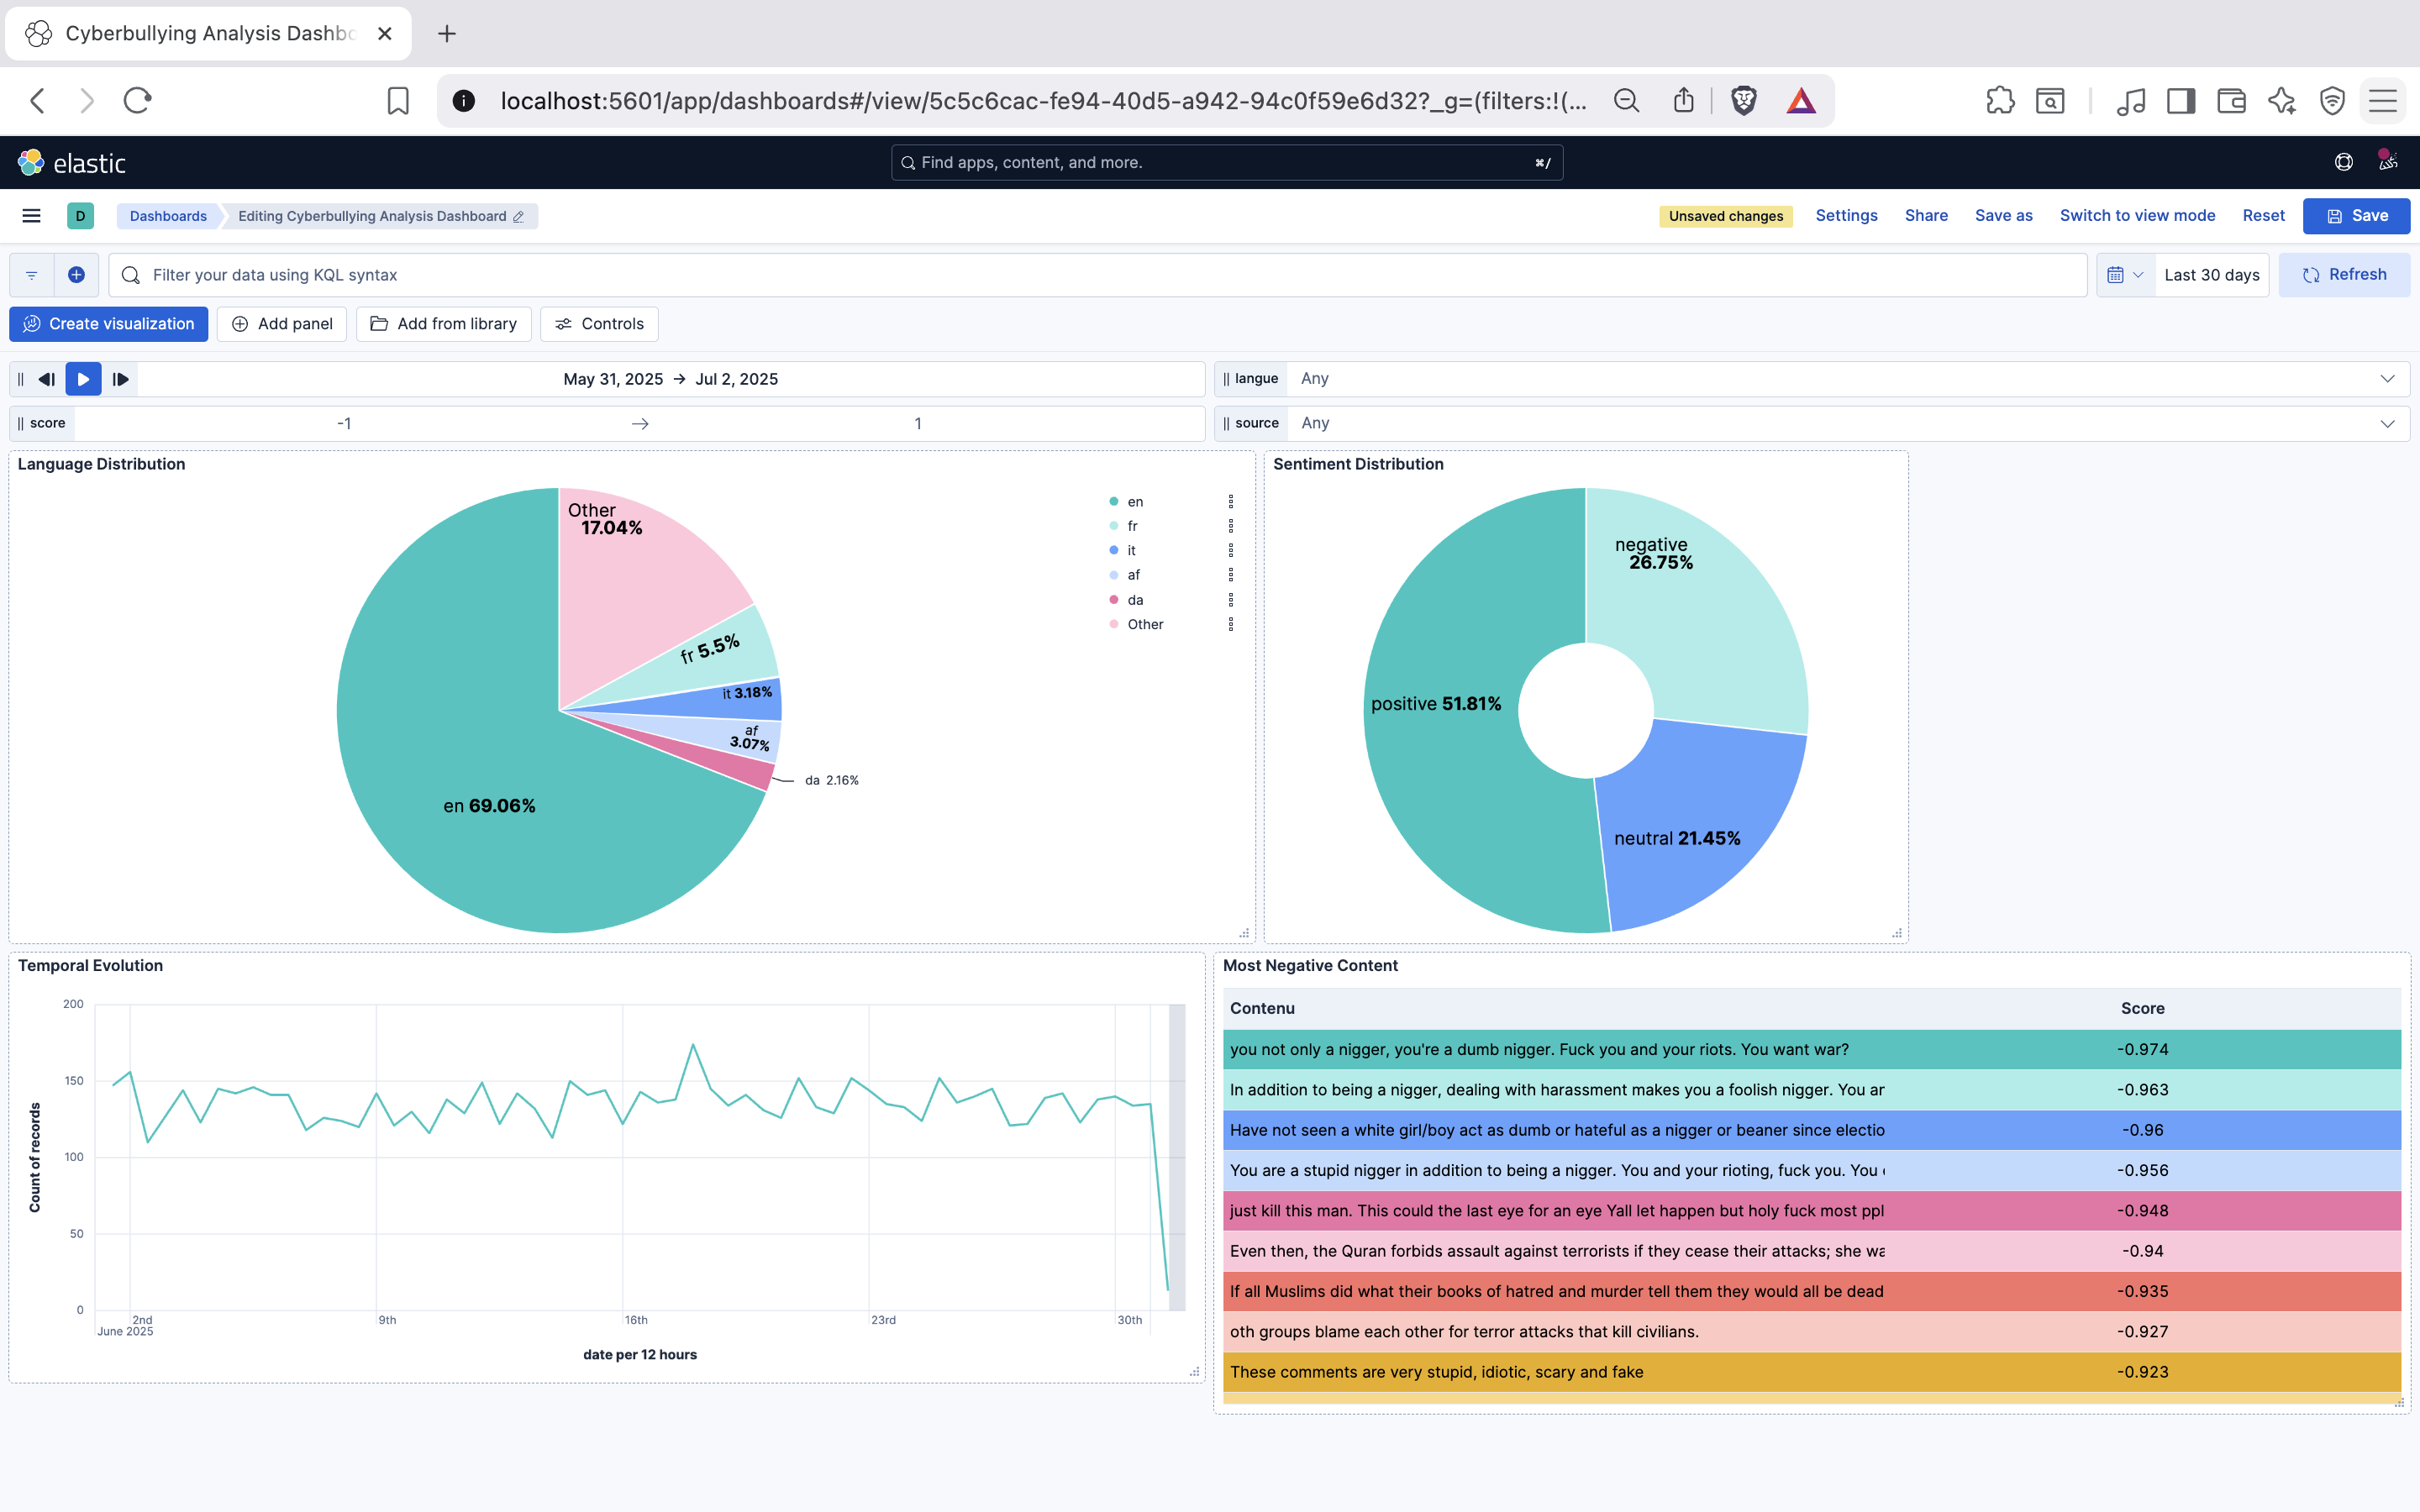 Cyberbullying Analysis Dashbo
localhost:5601/app/dashboards#/view/5c5c6cac-fe94-40d5-a942-94c0f59e6d32?_g=(filters:!(...
elastic
Find apps, content, and more.
⌘/
D
Dashboards
Editing Cyberbullying Analysis Dashboard
Unsaved changes
Settings
Share
Save as
Switch to view mode
Reset
Save
Filter your data using KQL syntax
Last 30 days
Refresh
Create visualization
Add panel
Add from library
Controls
May 31, 2025 → Jul 2, 2025
langue
Any
score
-1
→
1
source
Any
Language Distribution
Other
17.04%
fr 5.5%
it 3.18%
af
3.07%
da 2.16%
en 69.06%
en
fr
it
af
da
Other
Sentiment Distribution
negative
26.75%
positive 51.81%
neutral 21.45%
Temporal Evolution
200
150
100
50
0
Count of records
2nd
June 2025
9th
16th
23rd
30th
date per 12 hours
Most Negative Content
Contenu
Score
you not only a nigger, you're a dumb nigger. Fuck you and your riots. You want war?
-0.974
In addition to being a nigger, dealing with harassment makes you a foolish nigger. You ar
-0.963
Have not seen a white girl/boy act as dumb or hateful as a nigger or beaner since electio
-0.96
You are a stupid nigger in addition to being a nigger. You and your rioting, fuck you. You
-0.956
just kill this man. This could the last eye for an eye Yall let happen but holy fuck most ppl
-0.948
Even then, the Quran forbids assault against terrorists if they cease their attacks; she wa
-0.94
If all Muslims did what their books of hatred and murder tell them they would all be dead
-0.935
oth groups blame each other for terror attacks that kill civilians.
-0.927
These comments are very stupid, idiotic, scary and fake
-0.923